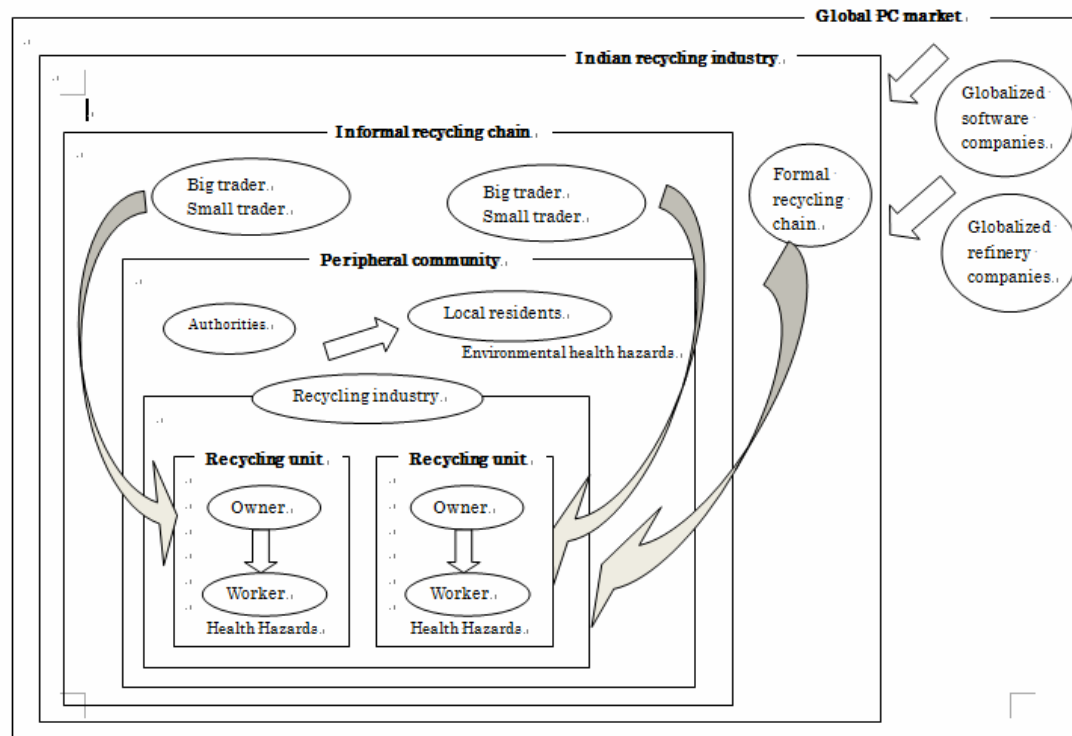 Global PC market
Indian recycling industry
Globalized
software
companies
Informal recycling chain
Big trader
Small trader
Big trader
Small trader
Formal
recycling
chain
Globalized
refinery
companies
Peripheral community
Authorities
Local residents
Environmental health hazards
Recycling industry
Recycling unit
Owner
Worker
Health Hazards
Recycling unit
Owner
Worker
Health Hazards